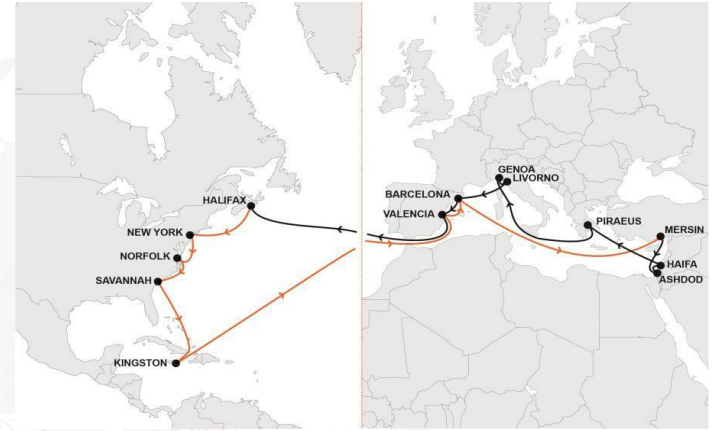 HALIFAX
NEW YORK
NORFOLK
SAVANNAH
KINGSTON
GENOA
LIVORNO
BARCELONA
VALENCIA
PIRAEUS
MERSIN
HAIFA
ASHDOD